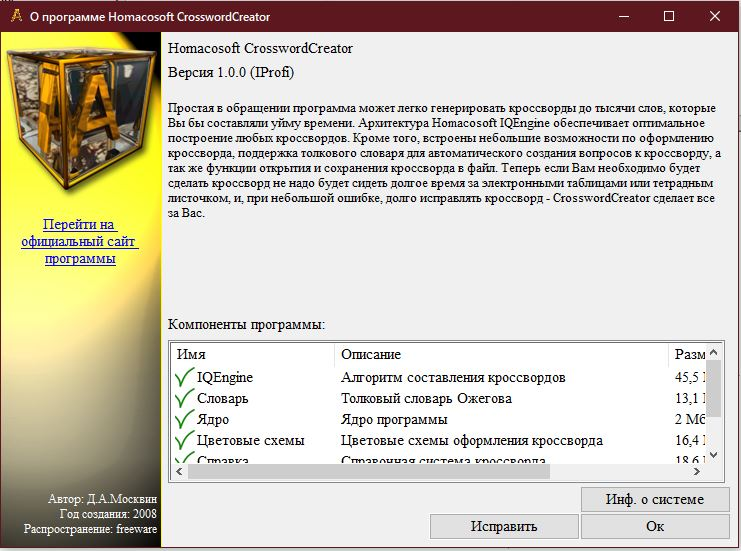 О программе Homacosoft CrosswordCreator
Homacosoft CrosswordCreator
Версия 1.0.0 (IProfi)
Простая в обращении программа может легко генерировать кроссворды до тысячи слов, которые
Вы бы составляли уйму времени. Архитектура Homacosoft IQEngine обеспечивает оптимальное
построение любых кроссвордов. Кроме того, встроены небольшие возможности по оформлению
кроссворда, поддержка толкового словаря для автоматического создания вопросов к кроссворду, а
так же функции открытия и сохранения кроссворда в файл. Теперь если Вам необходимо будет
сделать кроссворд не надо будет сидеть долгое время за электронными таблицами или тетрадным
листочком, и, при небольшой ошибке, долго исправлять кроссворд - CrosswordCreator сделает все
за Вас.
Перейти на
официальный сайт
программы
Компоненты программы:
Имя Описание Разм
IQEngine Алгоритм составления кроссвордов 45,5
Словарь Толковый словарь Ожегова 13,1
Ядро Ядро программы 2 Мб
Цветовые схемы Цветовые схемы оформления кроссворда 16,4
Справка Справочная система кроссворда 18,6
Автор: Д.А.Москвин
Год создания: 2008
Распространение: freeware
Инф. о системе
Исправить Ок